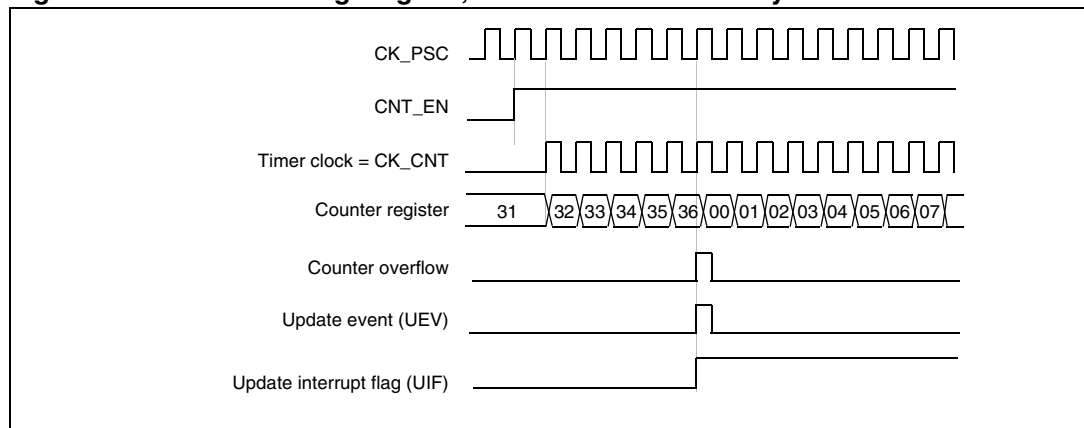 CK_PSC
CNT_EN
Timer clock = CK_CNT
Counter register 31 32 33 34 35 36 00 01 02 03 04 05 06 07
Counter overflow
Update event (UEV)
Update interrupt flag (UIF)